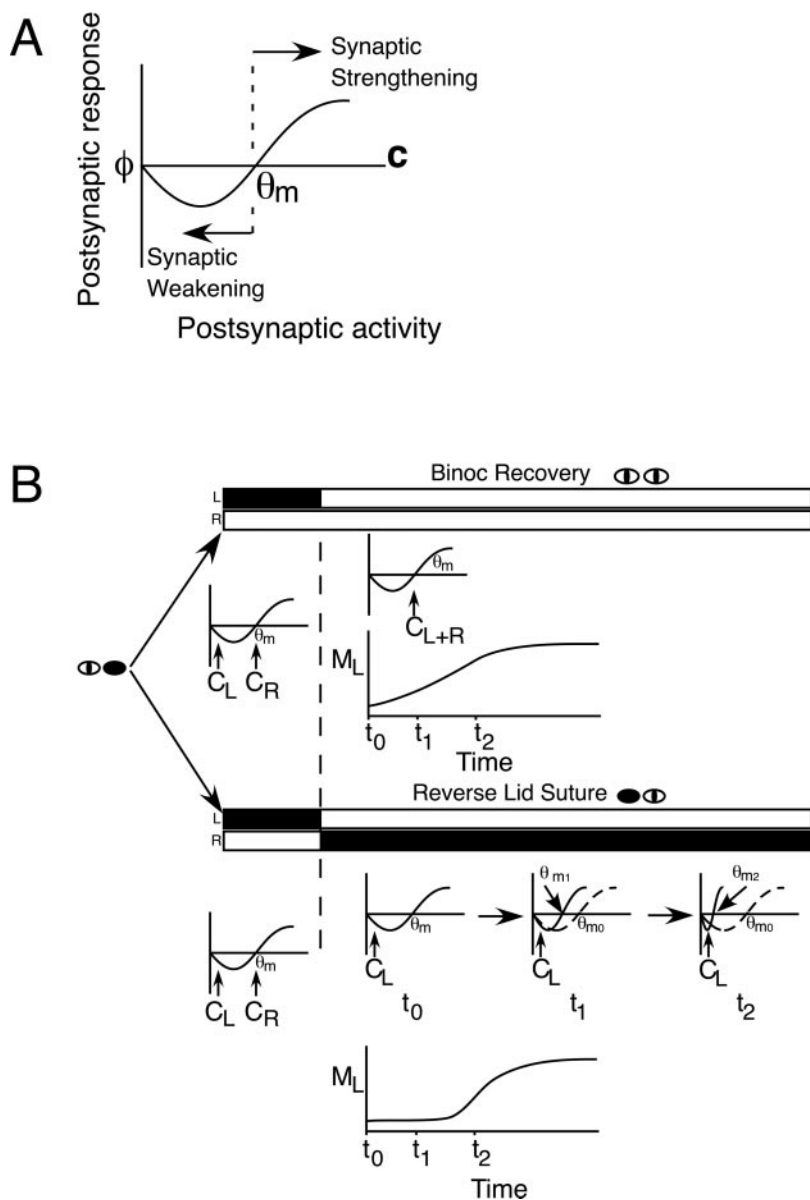 A
Postsynaptic response
Synaptic
Strengthening
ϕ
c
θm
Synaptic
Weakening
Postsynaptic activity
B
Binoc Recovery
L
R
θm
CL+R
θm
CL CR
ML
t0 t1 t2
Time
Reverse Lid Suture
L
R
θm
CL
t0
θm1
θm0
CL
t1
θm2
θm0
CL
t2
θm
CL CR
ML
t0 t1 t2
Time